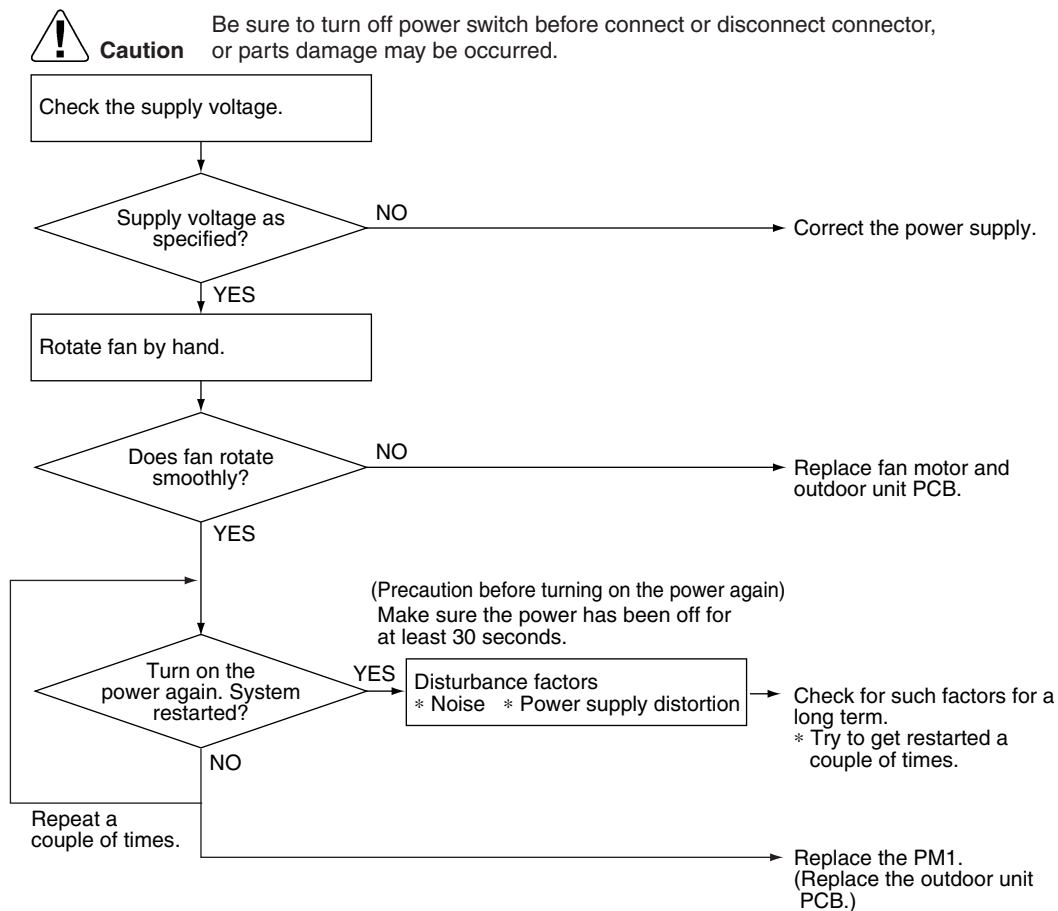 Be sure to turn off power switch before connect or disconnect connector,
Caution or parts damage may be occurred.
Check the supply voltage.
Supply voltage as
specified?
NO
Correct the power supply.
YES
Rotate fan by hand.
Does fan rotate
smoothly?
NO
Replace fan motor and
outdoor unit PCB.
YES
(Precaution before turning on the power again)
Make sure the power has been off for
at least 30 seconds.
Turn on the
power again. System
restarted?
YES
Disturbance factors
* Noise * Power supply distortion
Check for such factors for a
long term.
* Try to get restarted a
couple of times.
NO
Repeat a
couple of times.
Replace the PM1.
(Replace the outdoor unit
PCB.)